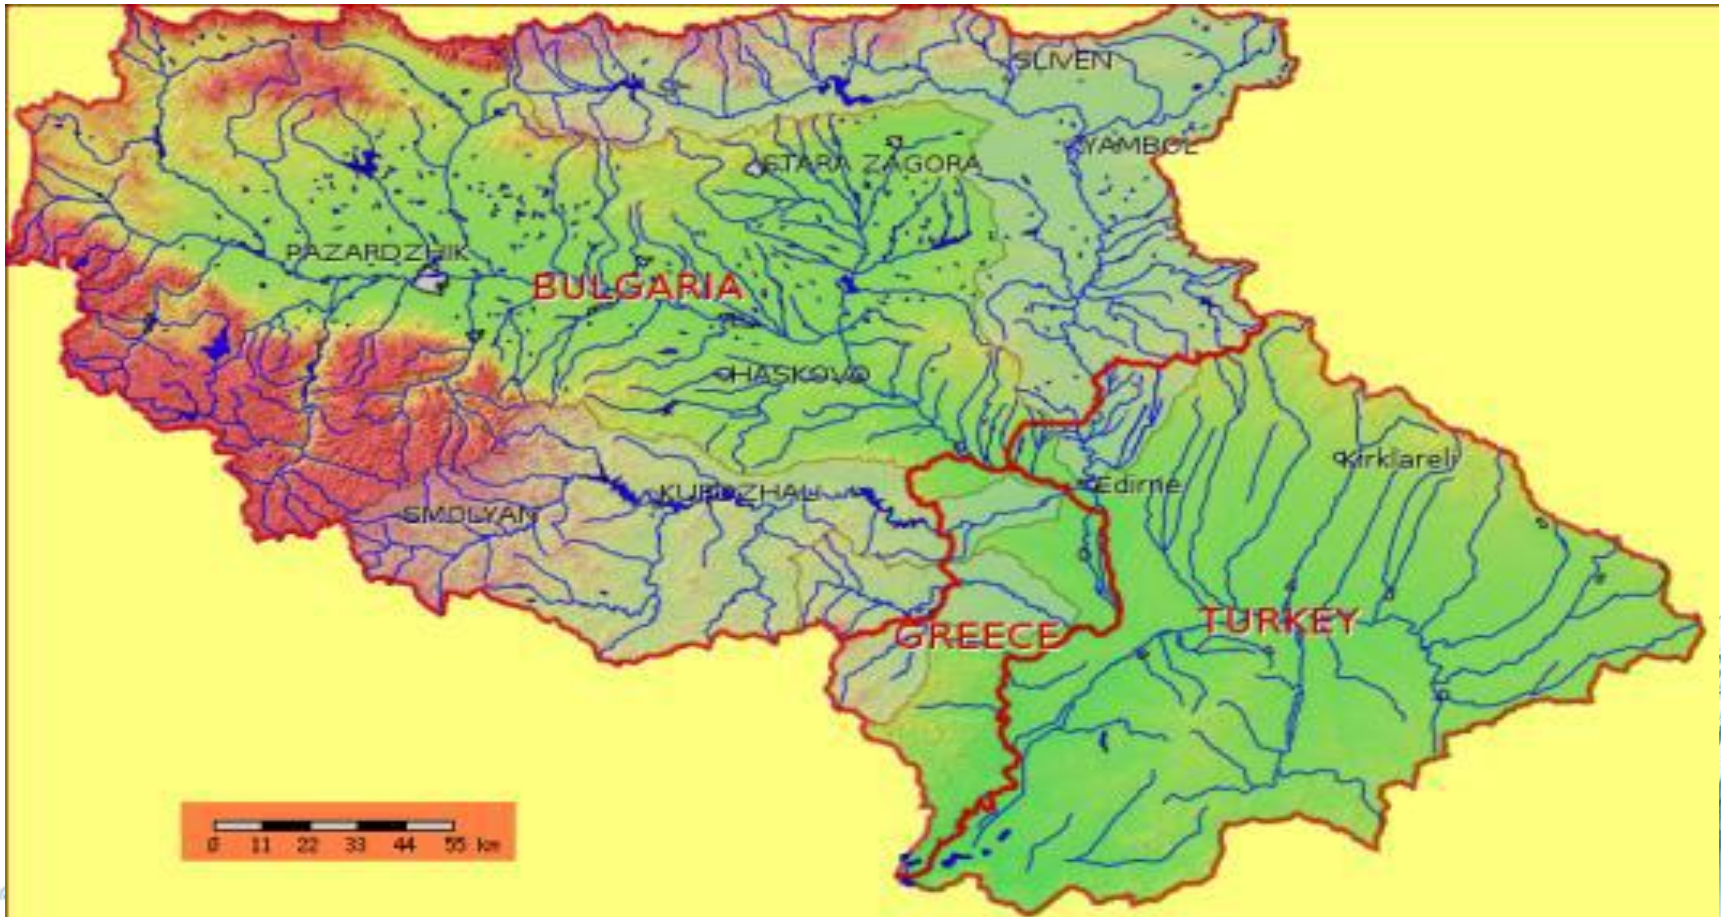 SLIVEN
YAMBOL
STARA ZAGORA
PAZARDZHIK
BULGARIA
HASKOVO
Kirklareli
Edirne
KURDZHALI
SMOLYAN
GREECE
TURKEY
0 11 22 33 44 55 km